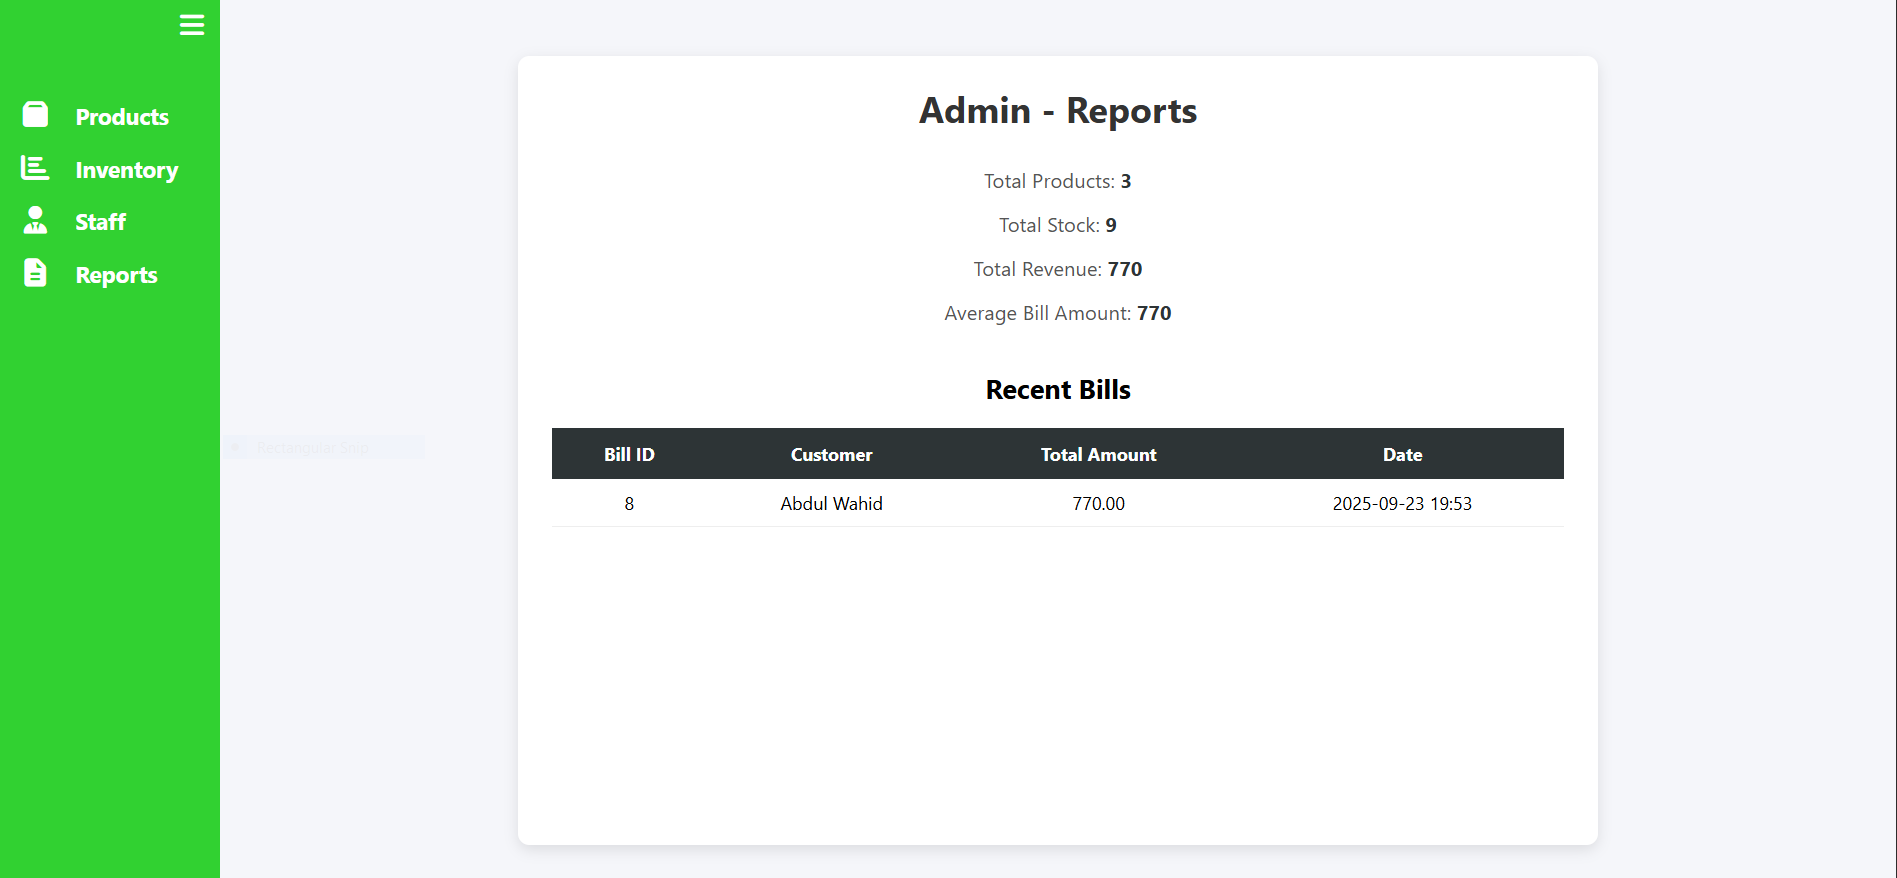 Products
Inventory
Staff
Reports
Admin - Reports
Total Products: 3
Total Stock: 9
Total Revenue: 770
Average Bill Amount: 770
Recent Bills
Bill ID Customer Total Amount Date
8 Abdul Wahid 770.00 2025-09-23 19:53
Rectangular Snip